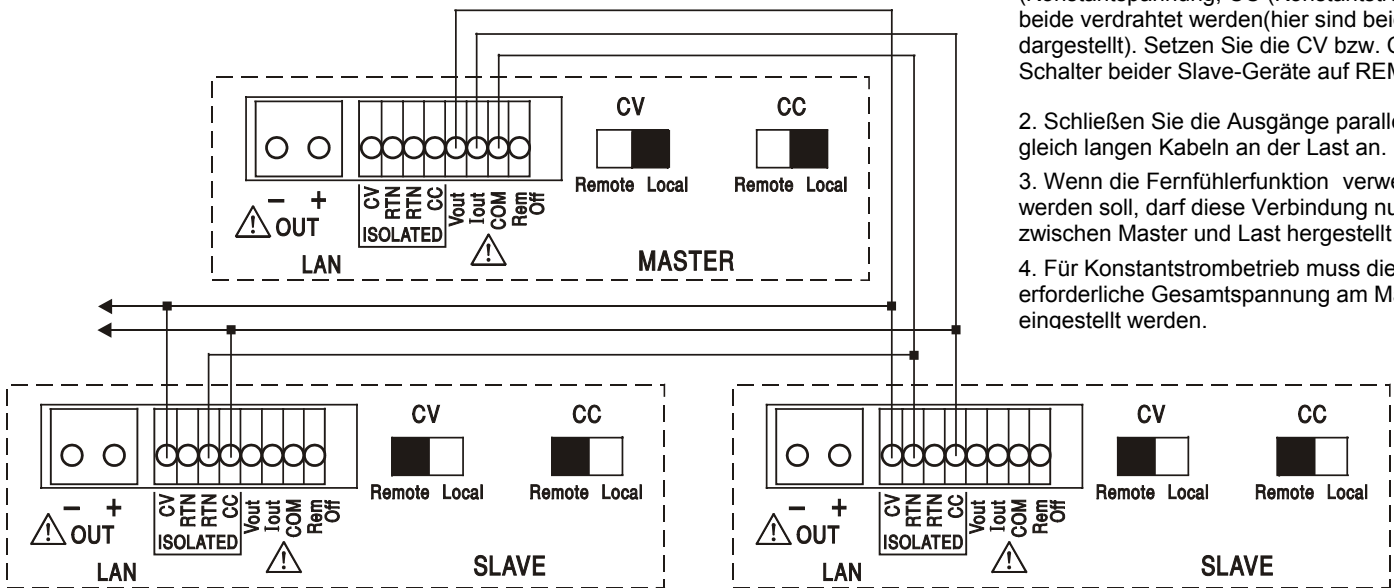 (Konstantspannung, CC (Konstantstro
beide verdrahtet werden(hier sind bei
dargestellt). Setzen Sie die CV bzw. C
Schalter beider Slave-Geräte auf REM
2. Schließen Sie die Ausgänge paralle
gleich langen Kabeln an der Last an.
3. Wenn die Fernfühlerfunktion verwe
werden soll, darf diese Verbindung nu
zwischen Master und Last hergestellt
4. Für Konstantstrombetrieb muss die
erforderliche Gesamtspannung am Ma
eingestellt werden.
CV CC
Remote Local Remote Local
- +
OUT
CV
RTN
RTN
CC
Vout
Iout
COM
Rem
Off
ISOLATED
LAN MASTER
CV CC
Remote Local Remote Local
- +
OUT
CV
RTN
RTN
CC
Vout
Iout
COM
Rem
Off
ISOLATED
LAN SLAVE
CV CC
Remote Local Remote Local
- +
OUT
CV
RTN
RTN
CC
Vout
Iout
COM
Rem
Off
ISOLATED
LAN SLAVE